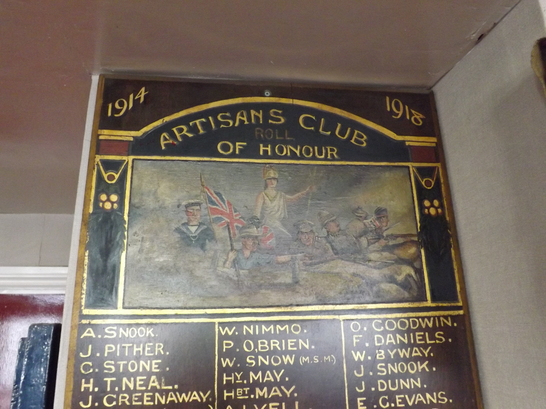 1914 1918
ARTISANS CLUB
ROLL
OF HONOUR
A. SNOOK.
J. PITHER.
C. STONE.
H. T. NEAL.
J. GREENAWAY.
W. NIMMO.
P. O.BRIEN.
W. SNOW (M.S.M.)
HY. MAY.
HBT. MAY.
O. GOODWIN.
F. DANIELS.
W. BYWAY.
J. SNOOK.
J. DUNN.
E. G. EVANS.